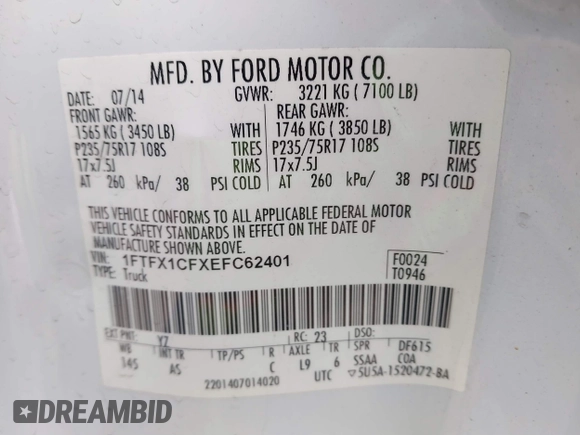 MFD. BY FORD MOTOR CO.
DATE: 07/14 GVWR: 3221 KG ( 7100 LB)
FRONT GAWR: REAR GAWR:
1565 KG ( 3450 LB) WITH 1746 KG ( 3850 LB) WITH
P235/75R17 108S TIRES P235/75R17 108S TIRES
17x7.5J RIMS 17x7.5J RIMS
AT 260 kPa/ 38 PSI COLD AT 260 kPa/ 38 PSI COLD
THIS VEHICLE CONFORMS TO ALL APPLICABLE FEDERAL MOTOR
VEHICLE SAFETY STANDARDS IN EFFECT ON THE DATE OF
MANUFACTURE SHOWN ABOVE.
VIN: 1FTFX1CFXEFC62401 F0024
TYPE: Truck T0946
EXT PNT: YZ RC: 23 DSO:
WB INT TR TP/PS R AXLE TR SPR DF615
145 AS C L9 6 SSAA COA
2201407014020 UTC 5U5A-1520472-BA
DREAMBID